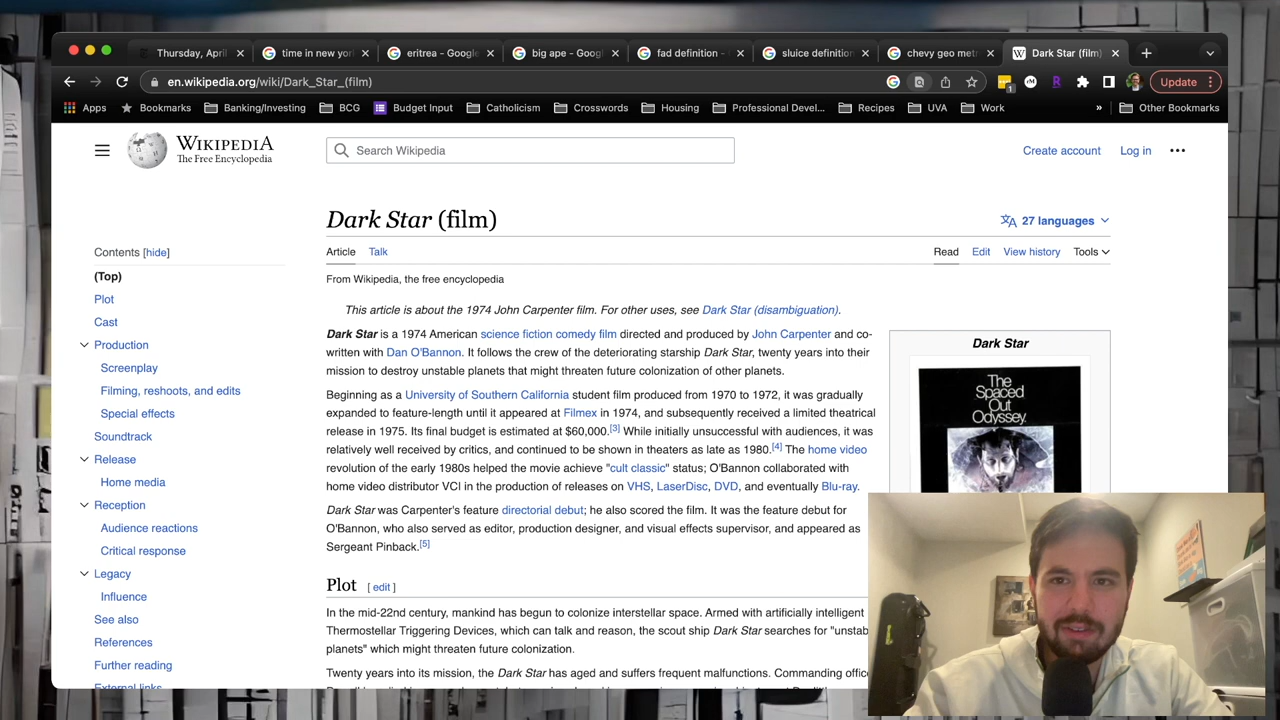 Thursday, April
time in new yor
eritrea - Google
big ape - Googl
fad definition -
sluice definition
chevy geo met
Dark Star (film)
en.wikipedia.org/wiki/Dark_Star_(film)
Update
Apps
Bookmarks
Banking/Investing
BCG
Budget Input
Catholicism
Crosswords
Housing
Professional Devel...
Recipes
UVA
Work
»
Other Bookmarks
WIKIPEDIA
The Free Encyclopedia
Search Wikipedia
Create account
Log in
Dark Star (film)
27 languages
Contents [hide]
Article
Talk
Read
Edit
View history
Tools
(Top)
From Wikipedia, the free encyclopedia
Plot
This article is about the 1974 John Carpenter film. For other uses, see Dark Star (disambiguation).
Cast
Production
Screenplay
Filming, reshoots, and edits
Special effects
Soundtrack
Release
Home media
Reception
Audience reactions
Critical response
Legacy
Influence
See also
References
Further reading
External links
Dark Star is a 1974 American science fiction comedy film directed and produced by John Carpenter and co-
written with Dan O'Bannon. It follows the crew of the deteriorating starship Dark Star, twenty years into their
mission to destroy unstable planets that might threaten future colonization of other planets.
Beginning as a University of Southern California student film produced from 1970 to 1972, it was gradually
expanded to feature-length until it appeared at Filmex in 1974, and subsequently received a limited theatrical
release in 1975. Its final budget is estimated at $60,000.[3] While initially unsuccessful with audiences, it was
relatively well received by critics, and continued to be shown in theaters as late as 1980.[4] The home video
revolution of the early 1980s helped the movie achieve "cult classic" status; O'Bannon collaborated with
home video distributor VCI in the production of releases on VHS, LaserDisc, DVD, and eventually Blu-ray.
Dark Star was Carpenter's feature directorial debut; he also scored the film. It was the feature debut for
O'Bannon, who also served as editor, production designer, and visual effects supervisor, and appeared as
Sergeant Pinback.[5]
Plot [ edit ]
In the mid-22nd century, mankind has begun to colonize interstellar space. Armed with artificially intelligent
Thermostellar Triggering Devices, which can talk and reason, the scout ship Dark Star searches for "unstab
planets" which might threaten future colonization.
Twenty years into its mission, the Dark Star has aged and suffers frequent malfunctions. Commanding offic
Dark Star
The
Spaced
Out
Odyssey.